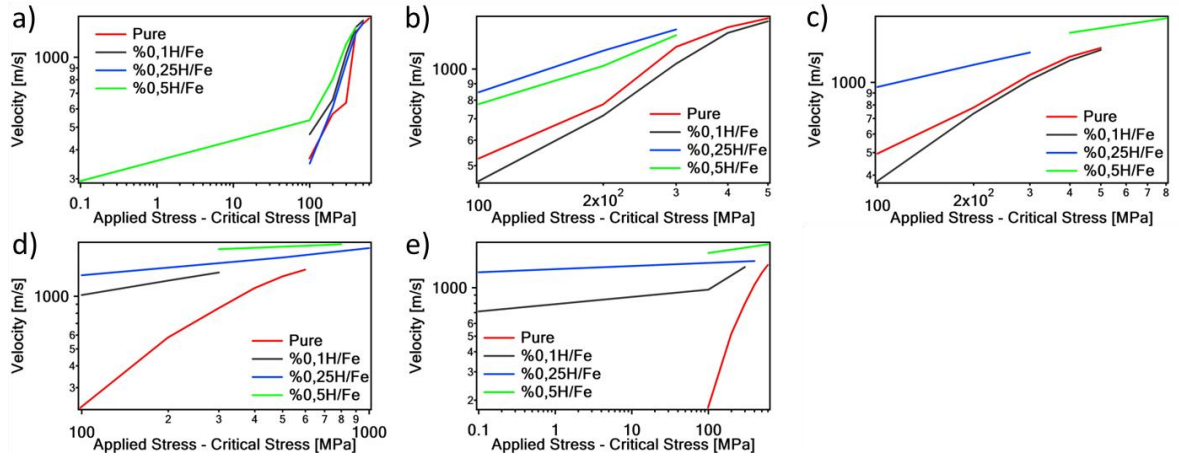 a)
Velocity [m/s]
1000
9
8
7
6
5
4
3
Pure
%0,1H/Fe
%0,25H/Fe
%0,5H/Fe
0.1
1
10
100
Applied Stress - Critical Stress [MPa]
b)
Velocity [m/s]
1000
9
8
7
6
5
Pure
%0,1H/Fe
%0,25H/Fe
%0,5H/Fe
100
2x10²
3
4
5
Applied Stress - Critical Stress [MPa]
c)
Velocity [m/s]
1000
9
8
7
6
5
4
Pure
%0,1H/Fe
%0,25H/Fe
%0,5H/Fe
100
2x10²
3
4
5
6
7
8
Applied Stress - Critical Stress [MPa]
d)
Velocity [m/s]
1000
9
8
7
6
5
4
3
Pure
%0,1H/Fe
%0,25H/Fe
%0,5H/Fe
100
2
3
4
5
6
7
8
9
1000
Applied Stress - Critical Stress [MPa]
e)
Velocity [m/s]
1000
6
5
4
3
2
Pure
%0,1H/Fe
%0,25H/Fe
%0,5H/Fe
0.1
1
10
100
Applied Stress - Critical Stress [MPa]